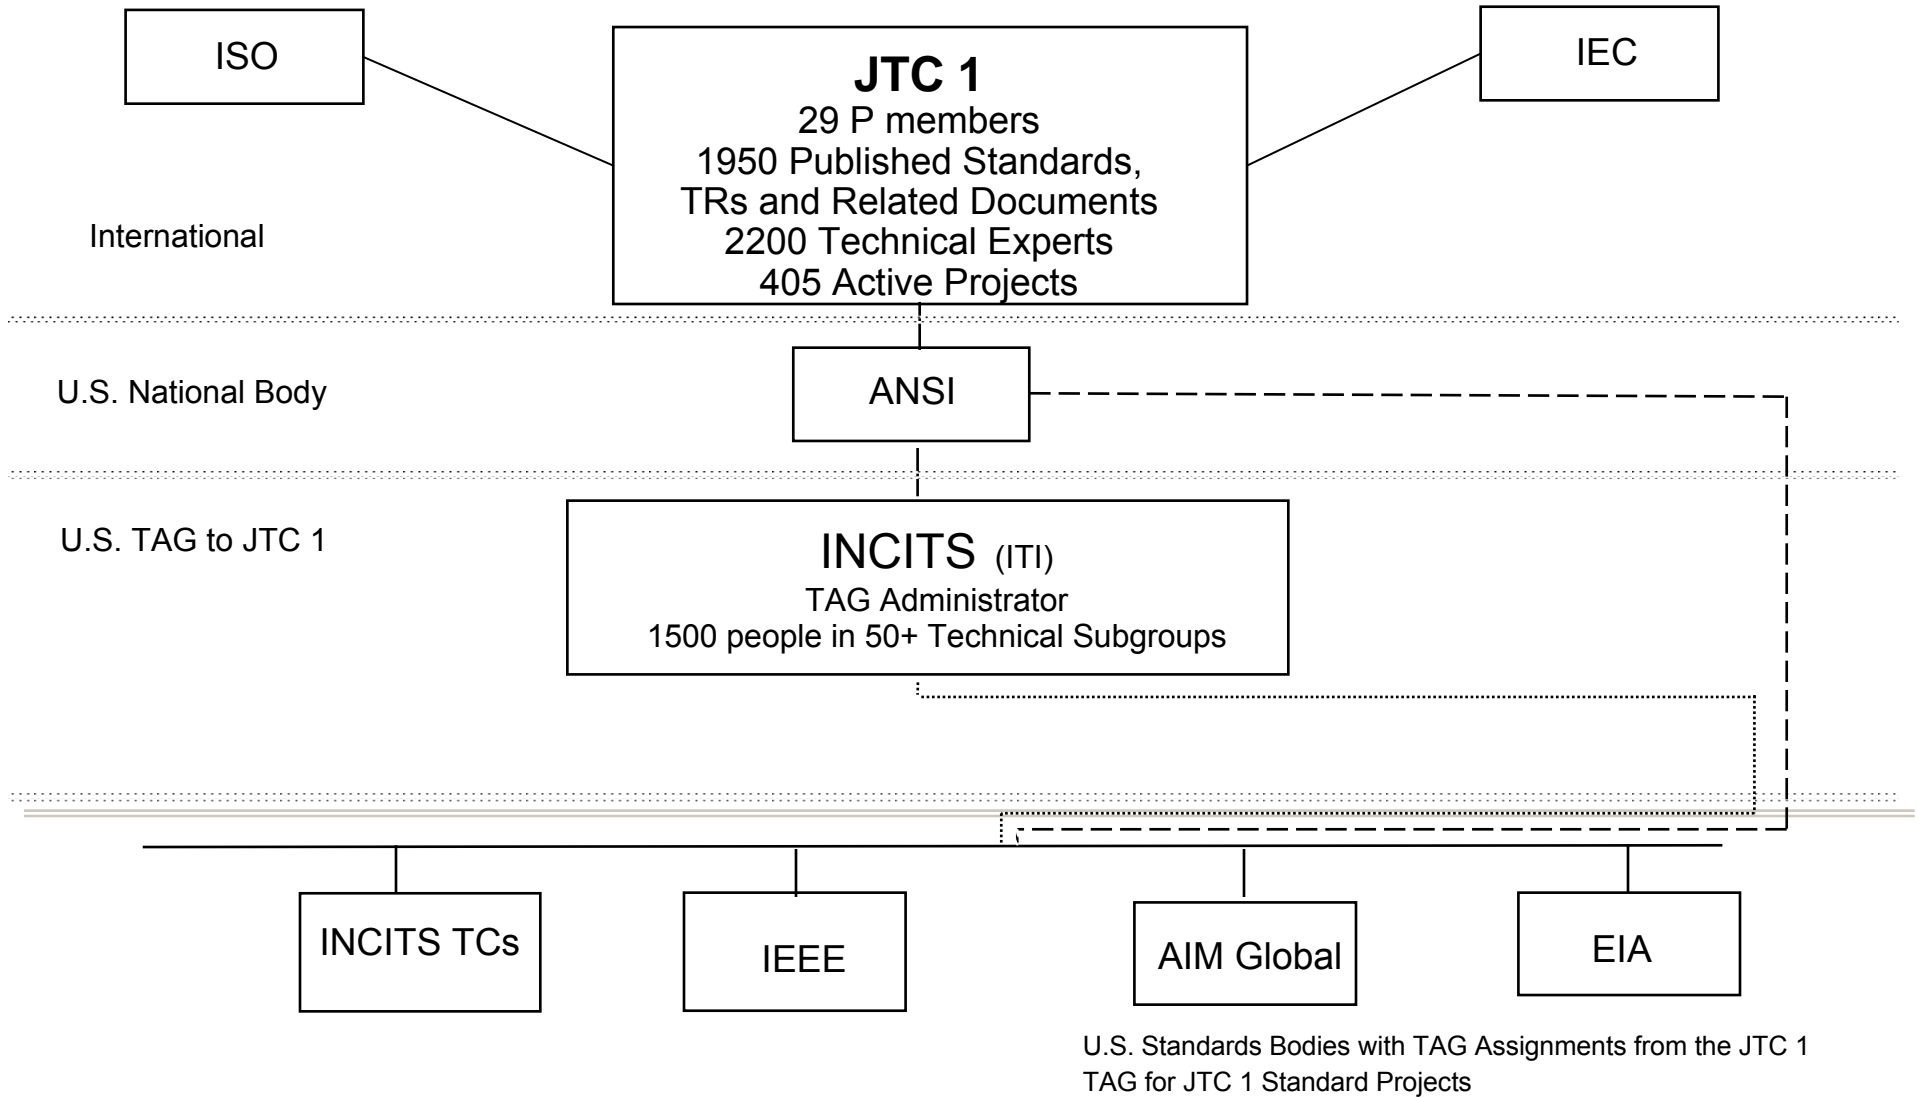 ISO
JTC 1
IEC
29 P members
1950 Published Standards,
TRs and Related Documents
2200 Technical Experts
405 Active Projects
International
U.S. National Body
ANSI
U.S. TAG to JTC 1
INCITS (ITI)
TAG Administrator
1500 people in 50+ Technical Subgroups
INCITS TCs
IEEE
AIM Global
EIA
U.S. Standards Bodies with TAG Assignments from the JTC 1
TAG for JTC 1 Standard Projects